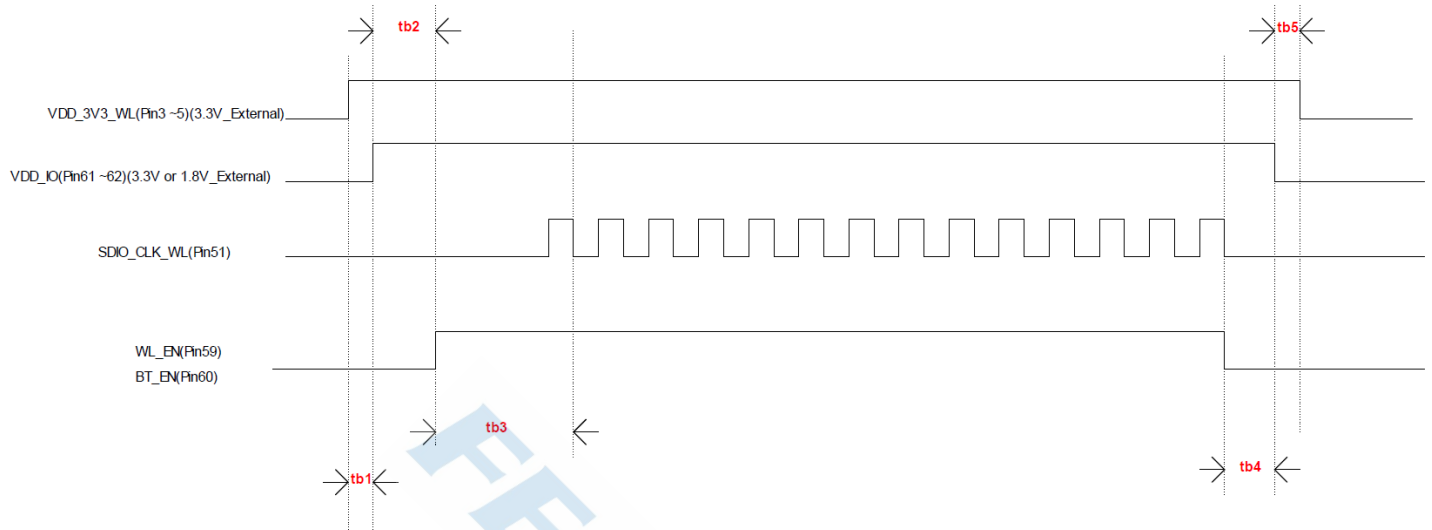 tb2
tb5
VDD_3V3_WL(Pin3 ~5)(3.3V_External)
VDD_IO(Pin61 ~62)(3.3V or 1.8V_External)
SDIO_CLK_WL(Pin51)
WL_EN(Pin59)
BT_EN(Pin60)
tb3
tb4
tb1